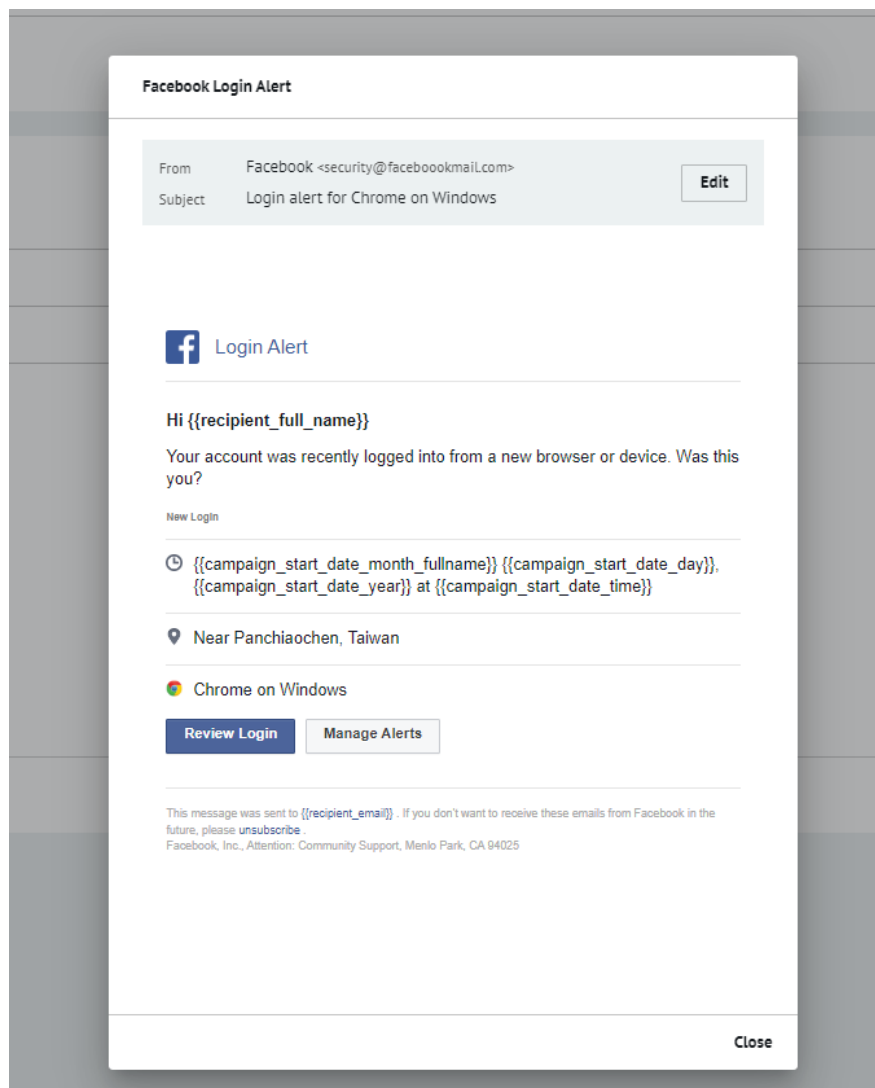 Facebook Login Alert
From Facebook <security@faceboookmail.com>
Edit
Subject Login alert for Chrome on Windows
Login Alert
Hi {{recipient_full_name}}
Your account was recently logged into from a new browser or device. Was this
you?
New Login
{{campaign_start_date_month_fullname}} {{campaign_start_date_day}},
{{campaign_start_date_year}} at {{campaign_start_date_time}}
Near Panchiaochen, Taiwan
Chrome on Windows
Review Login Manage Alerts
This message was sent to {{recipient_email}} . If you don't want to receive these emails from Facebook in the
future, please unsubscribe .
Facebook, Inc., Attention: Community Support, Menlo Park, CA 94025
Close